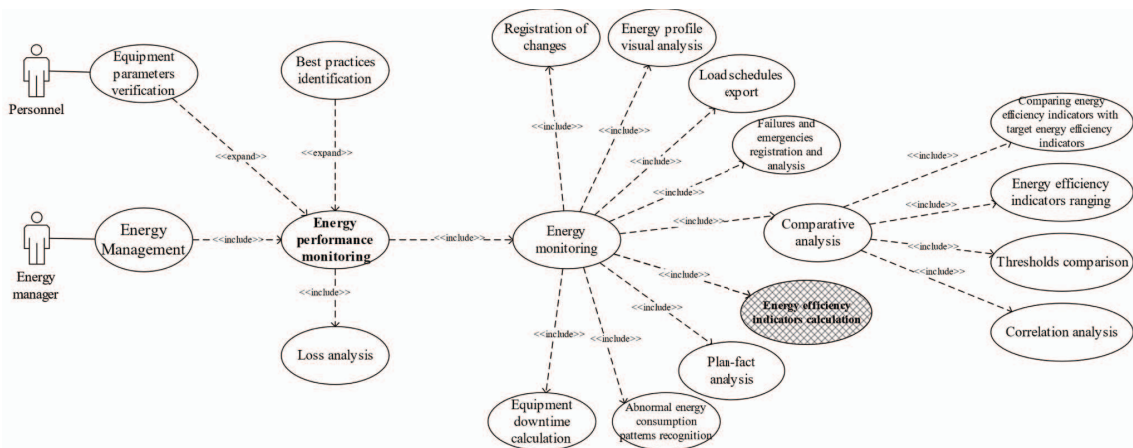 Registration of
changes
Energy profile
visual analysis
Equipment
parameters
verification
Best practices
identification
Load schedules
export
Personnel
Comparing energy
efficiency indicators with
target energy efficiency
indicators
<<include>>
<<include>>
<<include>>
Failures and
emergencies
registration and
analysis
<<expand>>
<<expand>>
<<include>>
<<include>>
Energy efficiency
indicators ranging
<<include>>
Energy
Management
<<include>>
Energy
performance
monitoring
<<include>>
Energy
monitoring
<<include>>
Comparative
analysis
<<include>>
Thresholds comparison
<<include>>
Energy
manager
<<include>>
<<include>>
Energy efficiency
indicators calculation
<<include>>
Correlation analysis
<<include>>
<<include>>
<<include>>
Loss analysis
Plan-fact
analysis
Equipment
downtime
calculation
Abnormal energy
consumption
patterns recognition